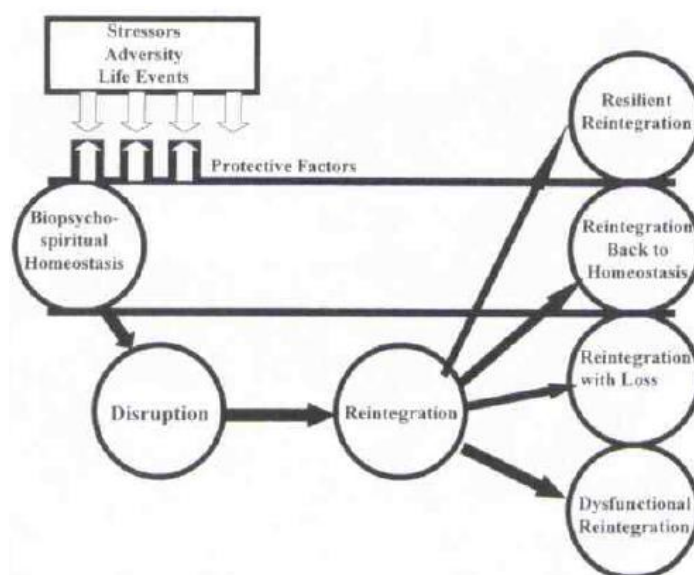 Stressors
Adversity
Life Events
Protective Factors
Resilient
Reintegration
Biopsycho-
spiritual
Homeostasis
Reintegration
Back to
Homeostasis
Disruption
Reintegration
Reintegration
with Loss
Dysfunctional
Reintegration